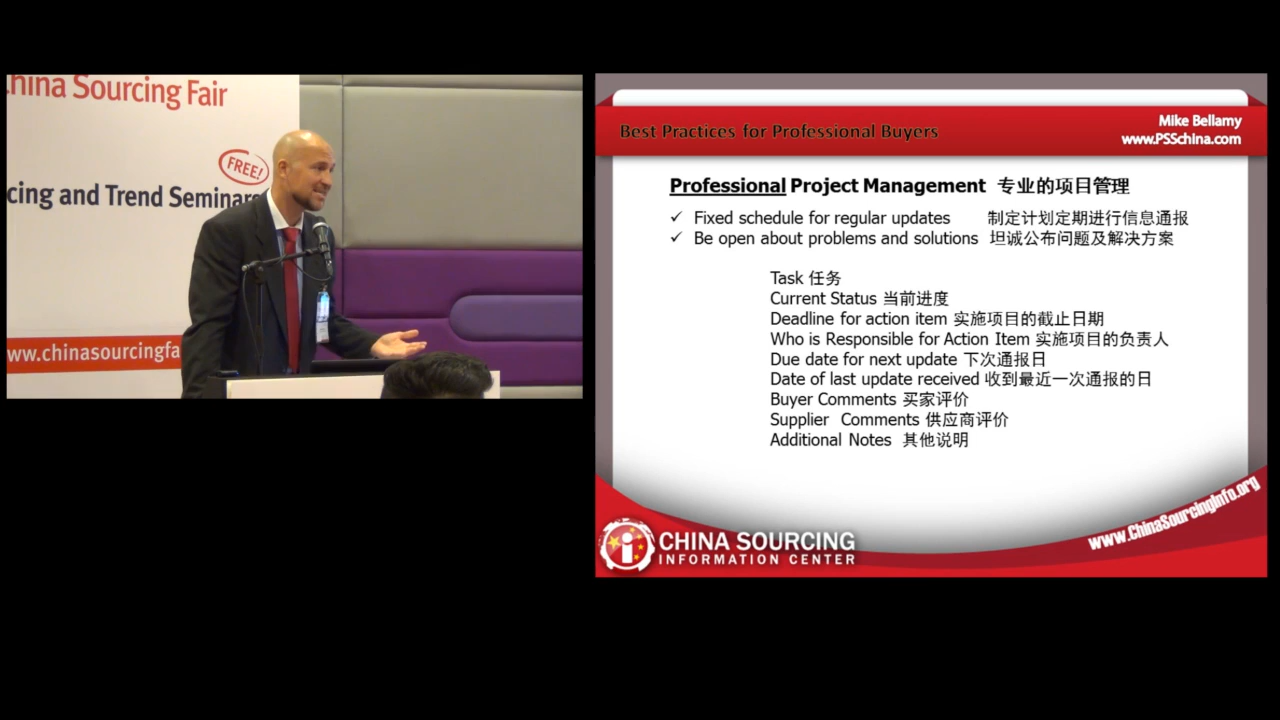 China Sourcing Fair
FREE!
cing and Trend Seminars
www.chinasourcingfa
Best Practices for Professional Buyers
Mike Bellamy
www.PSSchina.com
Professional Project Management 专业的项目管理
✓ Fixed schedule for regular updates 制定计划定期进行信息通报
✓ Be open about problems and solutions 坦诚公布问题及解决方案
Task 任务
Current Status 当前进度
Deadline for action item 实施项目的截止日期
Who is Responsible for Action Item 实施项目的负责人
Due date for next update 下次通报日
Date of last update received 收到最近一次通报的日
Buyer Comments 买家评价
Supplier Comments 供应商评价
Additional Notes 其他说明
www.ChinaSourcingInfo.org
CHINA SOURCING
INFORMATION CENTER